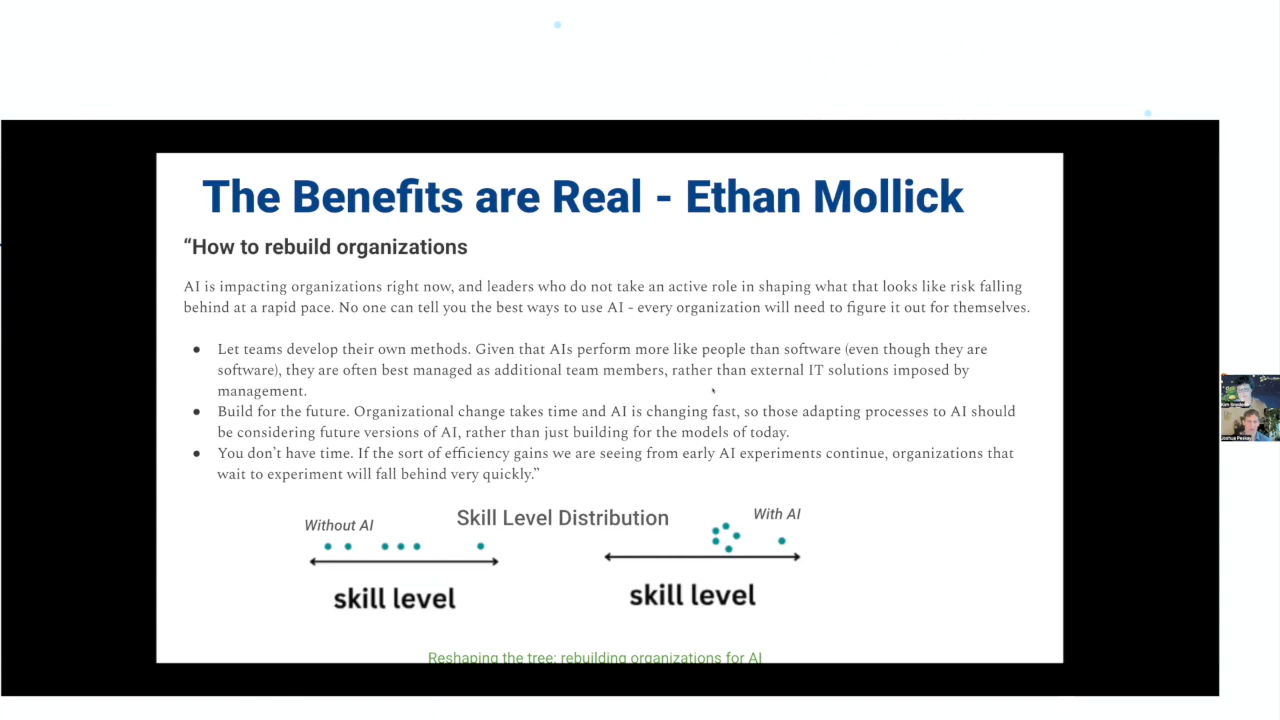 The Benefits are Real - Ethan Mollick
“How to rebuild organizations
AI is impacting organizations right now, and leaders who do not take an active role in shaping what that looks like risk falling
behind at a rapid pace. No one can tell you the best ways to use AI - every organization will need to figure it out for themselves.
● Let teams develop their own methods. Given that AIs perform more like people than software (even though they are
software), they are often best managed as additional team members, rather than external IT solutions imposed by
management.
● Build for the future. Organizational change takes time and AI is changing fast, so those adapting processes to AI should
be considering future versions of AI, rather than just building for the models of today.
● You don’t have time. If the sort of efficiency gains we are seeing from early AI experiments continue, organizations that
wait to experiment will fall behind very quickly.”
Without AI
Skill Level Distribution
With AI
skill level
skill level
Reshaping the tree: rebuilding organizations for AI